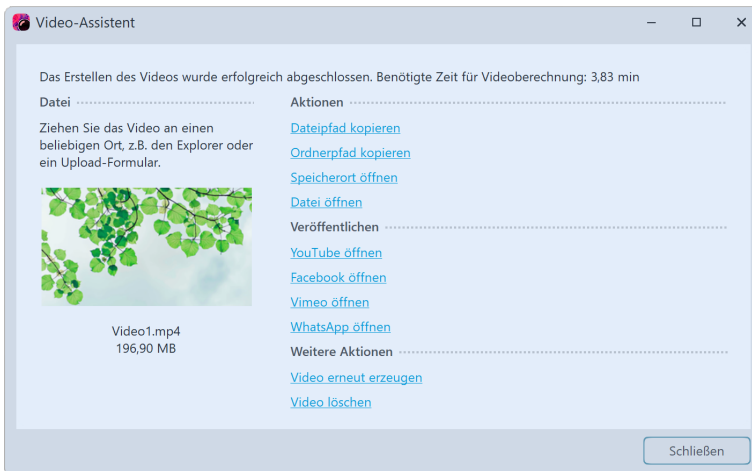 Video-Assistent
Das Erstellen des Videos wurde erfolgreich abgeschlossen. Benötigte Zeit für Videoberechnung: 3,83 min
Datei
Ziehen Sie das Video an einen
beliebigen Ort, z.B. den Explorer oder
ein Upload-Formular.
Video1.mp4
196,90 MB
Aktionen
Dateipfad kopieren
Ordnerpfad kopieren
Speicherort öffnen
Datei öffnen
Veröffentlichen
YouTube öffnen
Facebook öffnen
Vimeo öffnen
WhatsApp öffnen
Weitere Aktionen
Video erneut erzeugen
Video löschen
Schließen